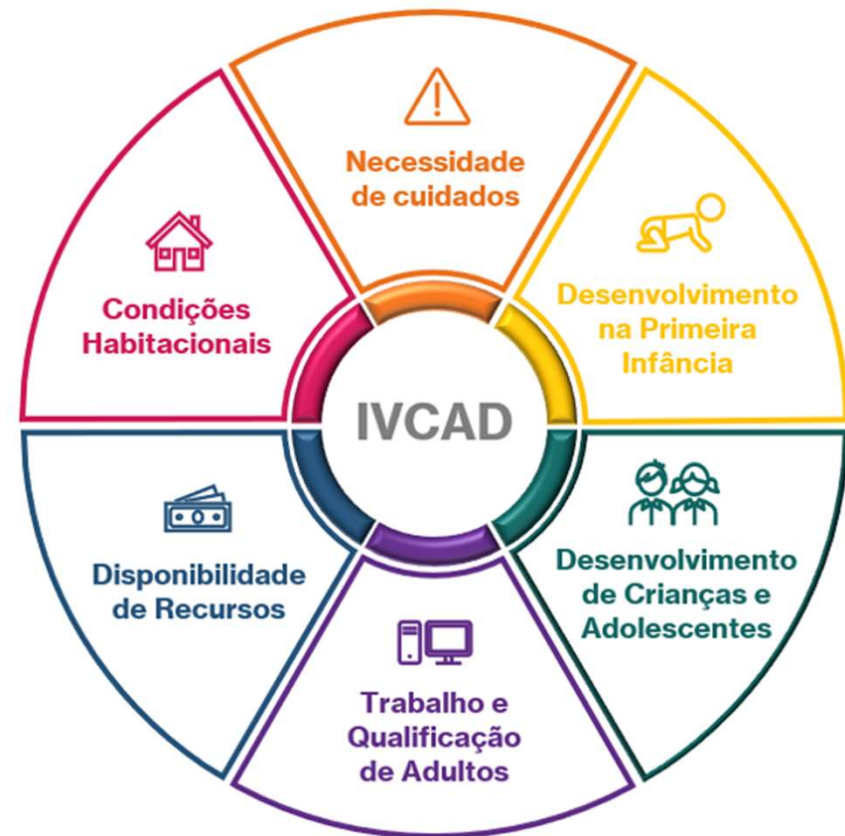 Necessidade
de cuidados
Desenvolvimento
na Primeira
Infância
Desenvolvimento
de Crianças e
Adolescentes
Trabalho e
Qualificação
de Adultos
Disponibilidade
de Recursos
Condições
Habitacionais
IVCAD